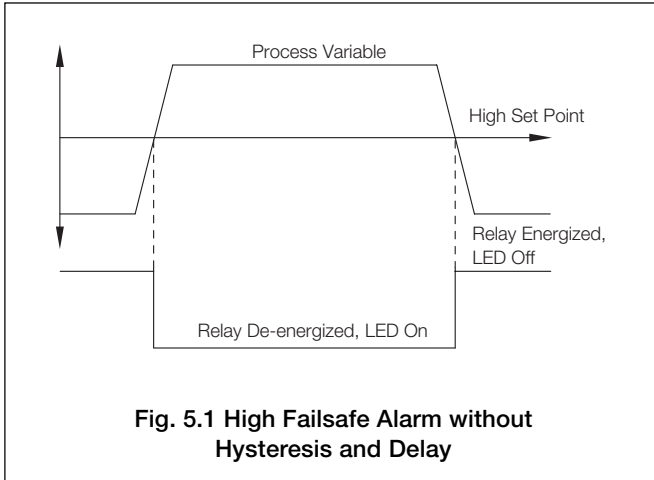 Process Variable
High Set Point
Relay Energized,
LED Off
Relay De-energized, LED On
Fig. 5.1 High Failsafe Alarm without
Hysteresis and Delay